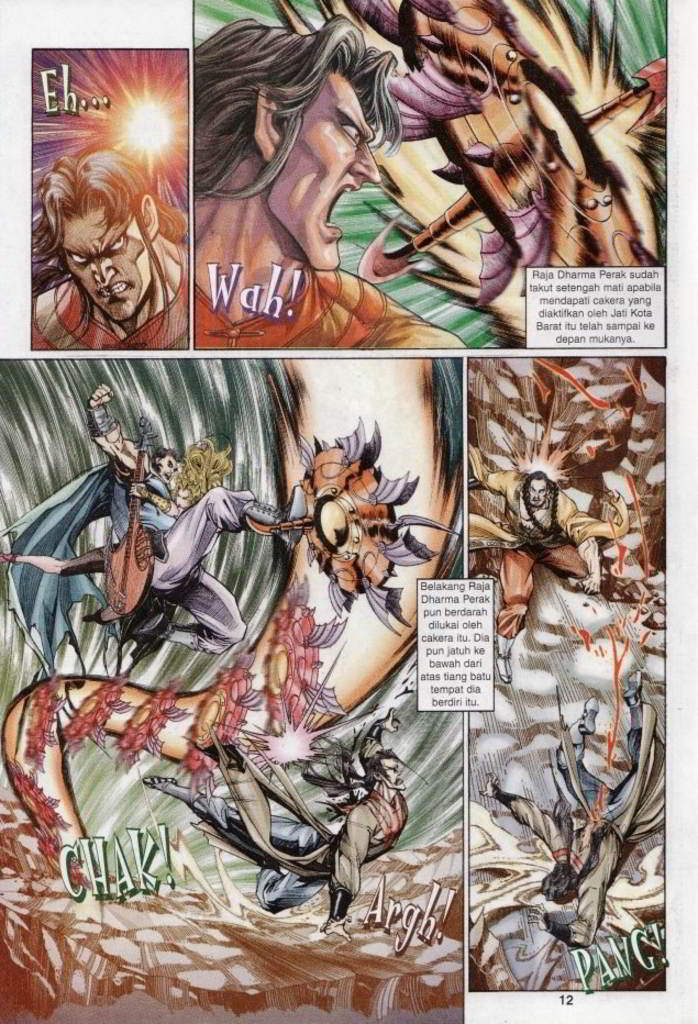 Eh...
Wah!
Raja Dharma Perak sudah
takut setengah mati apabila
mendapati cakera yang
diaktifkan oleh Jati Kota
Barat itu telah sampai ke
depan mukanya.
Belakang Raja
Dharma Perak
pun berdarah
dilukai oleh
cakera itu. Dia
pun jatuh ke
bawah dari
atas tiang batu
tempat dia
berdiri itu.
CHAK!
Argh!
PANG!
12